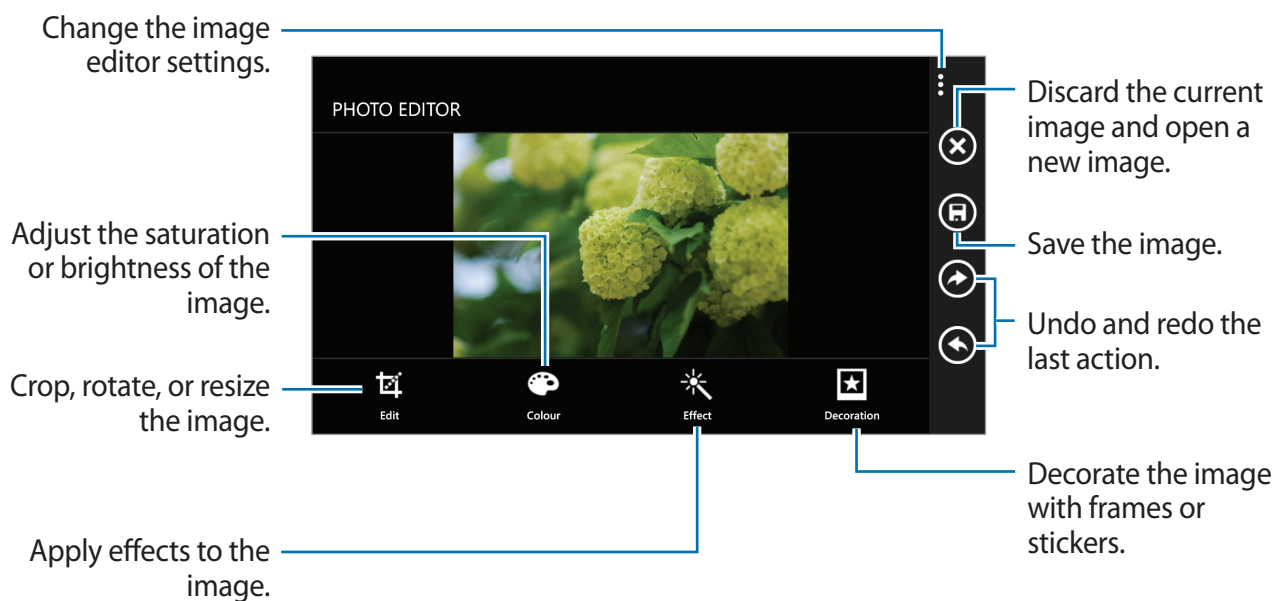 Change the image
editor settings.
PHOTO EDITOR
Discard the current
image and open a
new image.
Adjust the saturation
or brightness of the
image.
Save the image.
Undo and redo the
last action.
Crop, rotate, or resize
the image.
Edit
Colour
Effect
Decoration
Decorate the image
with frames or
stickers.
Apply effects to the
image.